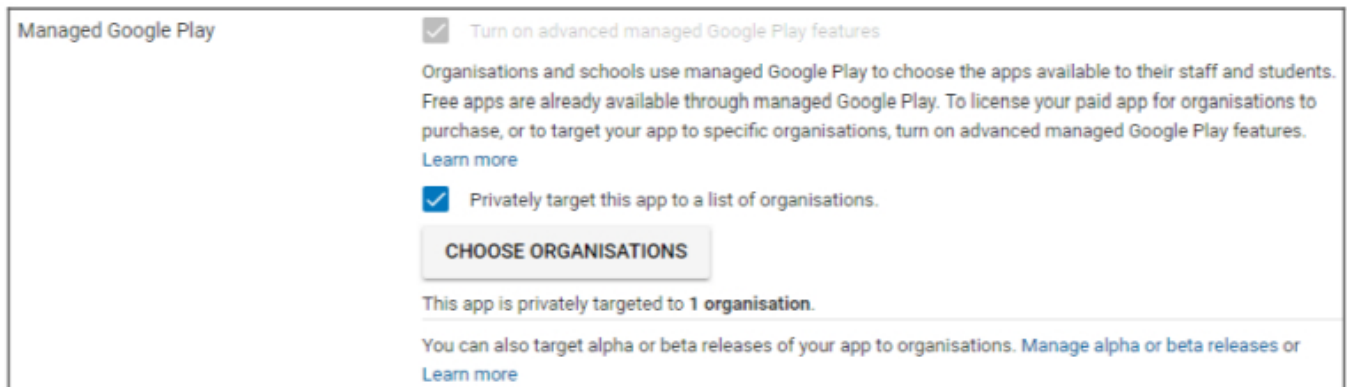 Managed Google Play
Turn on advanced managed Google Play features
Organisations and schools use managed Google Play to choose the apps available to their staff and students.
Free apps are already available through managed Google Play. To license your paid app for organisations to
purchase, or to target your app to specific organisations, turn on advanced managed Google Play features.
Learn more
Privately target this app to a list of organisations.
CHOOSE ORGANISATIONS
This app is privately targeted to 1 organisation.
You can also target alpha or beta releases of your app to organisations. Manage alpha or beta releases or
Learn more